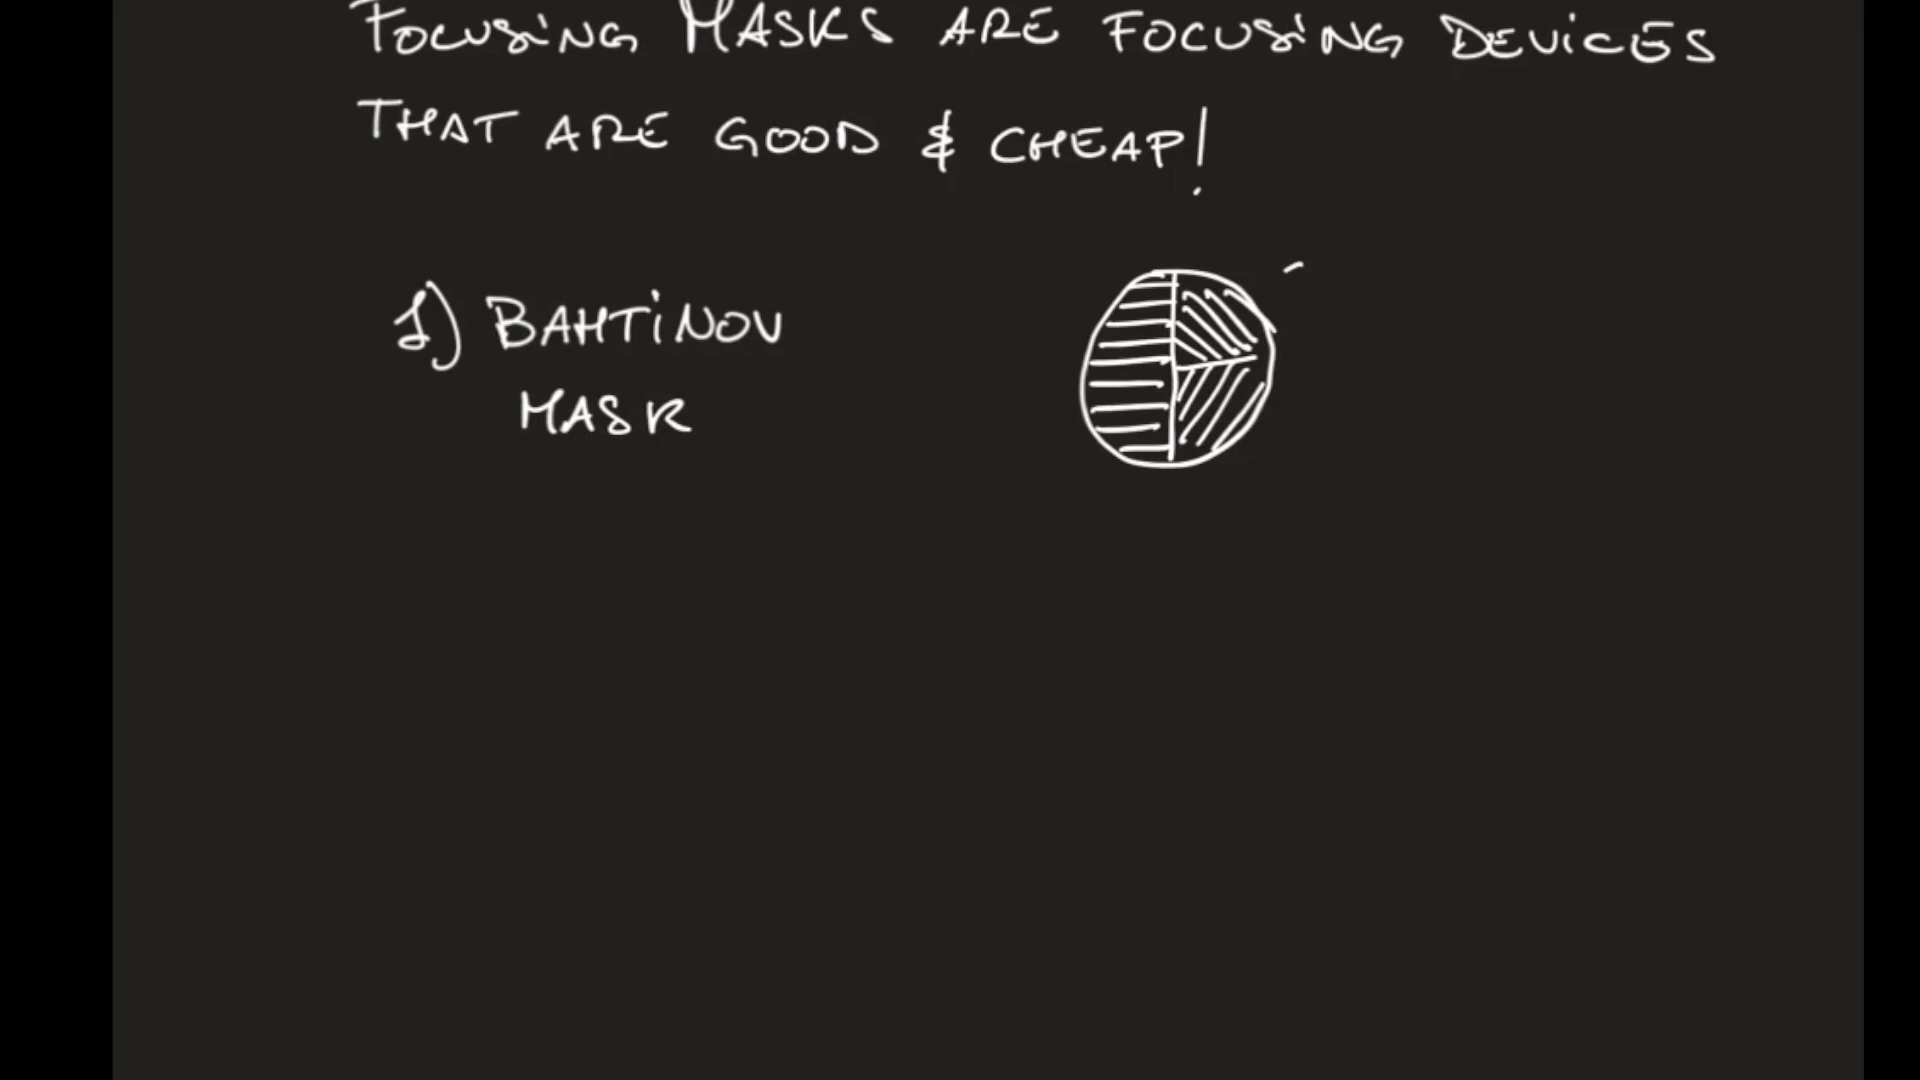 FOCUSING MASKS ARE FOCUSING DEVICES
THAT ARE GOOD & CHEAP!
1) BAHTINOV
MASK